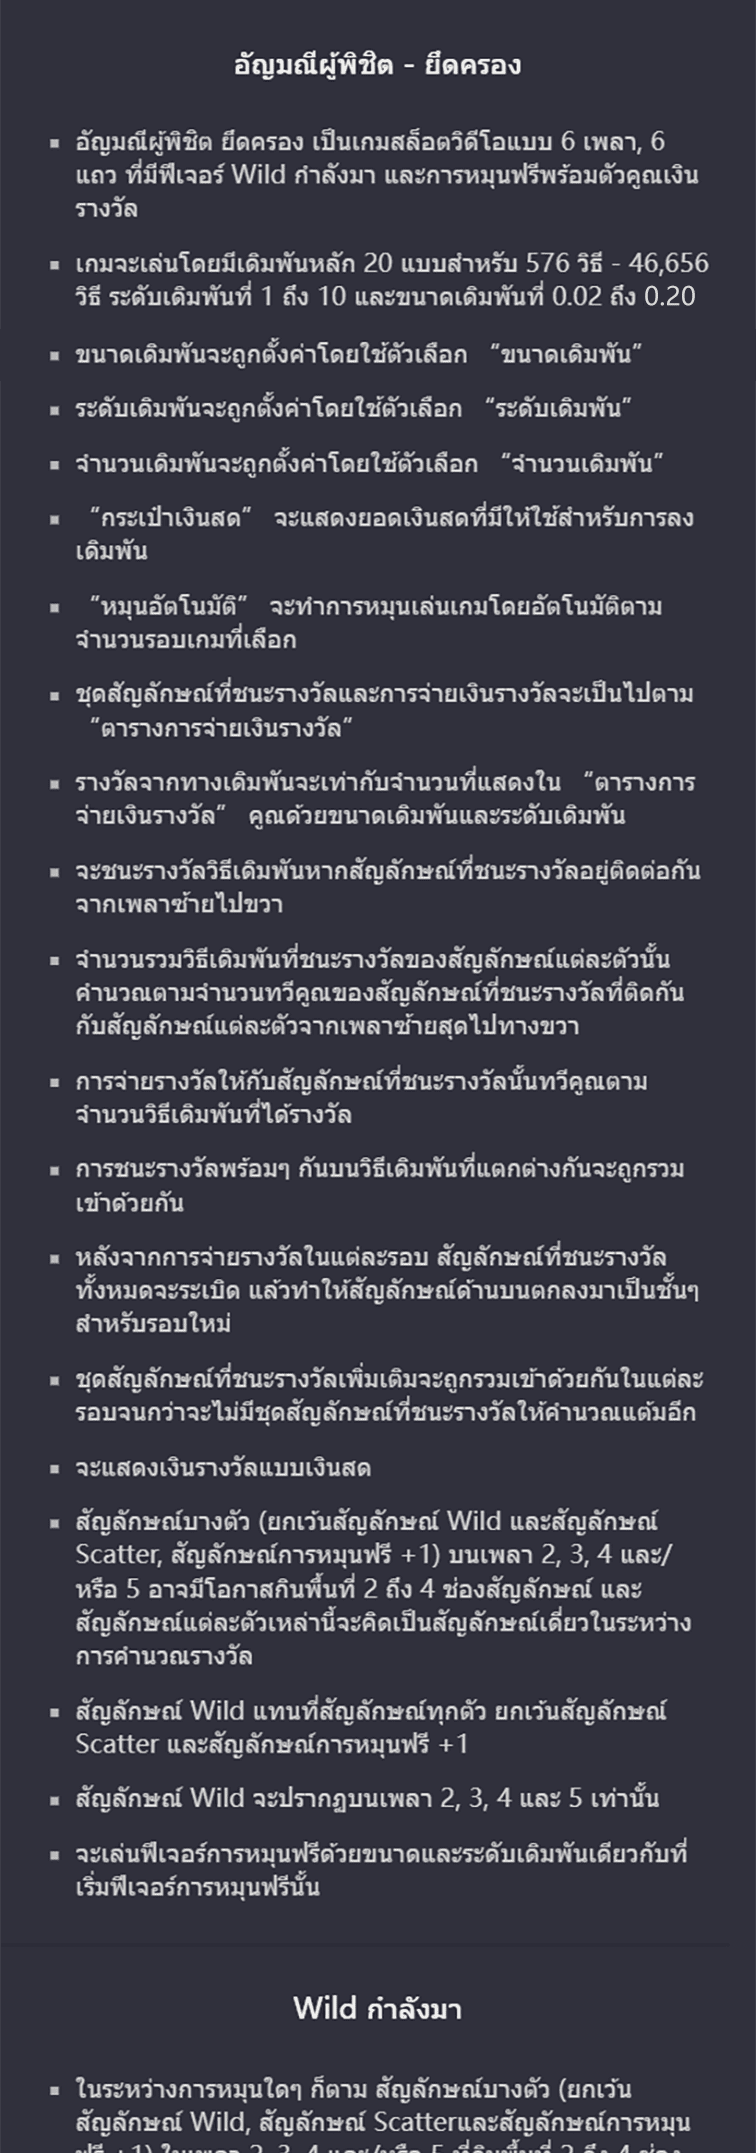 อัญมณีผู้พิชิต - ยึดครอง
▪ อัญมณีผู้พิชิต ยึดครอง เป็นเกมสล็อตวิดีโอแบบ 6 เพลา, 6
แถว ที่มีฟีเจอร์ Wild กำลังมา และการหมุนฟรีพร้อมตัวคูณเงิน
รางวัล
▪ เกมจะเล่นโดยมีเดิมพันหลัก 20 แบบสำหรับ 576 วิธี - 46,656
วิธี ระดับเดิมพันที่ 1 ถึง 10 และขนาดเดิมพันที่ 0.02 ถึง 0.20
▪ ขนาดเดิมพันจะถูกตั้งค่าโดยใช้ตัวเลือก “ขนาดเดิมพัน”
▪ ระดับเดิมพันจะถูกตั้งค่าโดยใช้ตัวเลือก “ระดับเดิมพัน”
▪ จำนวนเดิมพันจะถูกตั้งค่าโดยใช้ตัวเลือก “จำนวนเดิมพัน”
▪ “กระเป๋าเงินสด” จะแสดงยอดเงินสดที่มีให้ใช้สำหรับการลง
เดิมพัน
▪ “หมุนอัตโนมัติ” จะทำการหมุนเล่นเกมโดยอัตโนมัติตาม
จำนวนรอบเกมที่เลือก
▪ ชุดสัญลักษณ์ที่ชนะรางวัลและการจ่ายเงินรางวัลจะเป็นไปตาม
“ตารางการจ่ายเงินรางวัล”
▪ รางวัลจากทางเดิมพันจะเท่ากับจำนวนที่แสดงใน “ตารางการ
จ่ายเงินรางวัล” คูณด้วยขนาดเดิมพันและระดับเดิมพัน
▪ จะชนะรางวัลวิธีเดิมพันหากสัญลักษณ์ที่ชนะรางวัลอยู่ติดต่อกัน
จากเพลาซ้ายไปขวา
▪ จำนวนรวมวิธีเดิมพันที่ชนะรางวัลของสัญลักษณ์แต่ละตัวนั้น
คำนวณตามจำนวนทวีคูณของสัญลักษณ์ที่ชนะรางวัลที่ติดกัน
กับสัญลักษณ์แต่ละตัวจากเพลาซ้ายสุดไปทางขวา
▪ การจ่ายรางวัลให้กับสัญลักษณ์ที่ชนะรางวัลนั้นทวีคูณตาม
จำนวนวิธีเดิมพันที่ได้รางวัล
▪ การชนะรางวัลพร้อมๆ กันบนวิธีเดิมพันที่แตกต่างกันจะถูกรวม
เข้าด้วยกัน
▪ หลังจากการจ่ายรางวัลในแต่ละรอบ สัญลักษณ์ที่ชนะรางวัล
ทั้งหมดจะระเบิด แล้วทำให้สัญลักษณ์ด้านบนตกลงมาเป็นชั้นๆ
สำหรับรอบใหม่
▪ ชุดสัญลักษณ์ที่ชนะรางวัลเพิ่มเติมจะถูกรวมเข้าด้วยกันในแต่ละ
รอบจนกว่าจะไม่มีชุดสัญลักษณ์ที่ชนะรางวัลให้คำนวณแต้มอีก
▪ จะแสดงเงินรางวัลแบบเงินสด
▪ สัญลักษณ์บางตัว (ยกเว้นสัญลักษณ์ Wild และสัญลักษณ์
Scatter, สัญลักษณ์การหมุนฟรี +1) บนเพลา 2, 3, 4 และ/
หรือ 5 อาจมีโอกาสกินพื้นที่ 2 ถึง 4 ช่องสัญลักษณ์ และ
สัญลักษณ์แต่ละตัวเหล่านี้จะคิดเป็นสัญลักษณ์เดี่ยวในระหว่าง
การคำนวณรางวัล
▪ สัญลักษณ์ Wild แทนที่สัญลักษณ์ทุกตัว ยกเว้นสัญลักษณ์
Scatter และสัญลักษณ์การหมุนฟรี +1
▪ สัญลักษณ์ Wild จะปรากฏบนเพลา 2, 3, 4 และ 5 เท่านั้น
▪ จะเล่นฟีเจอร์การหมุนฟรีด้วยขนาดและระดับเดิมพันเดียวกับที่
เริ่มฟีเจอร์การหมุนฟรีนั้น
Wild กำลังมา
▪ ในระหว่างการหมุนใดๆ ก็ตาม สัญลักษณ์บางตัว (ยกเว้น
สัญลักษณ์ Wild, สัญลักษณ์ Scatterและสัญลักษณ์การหมุน